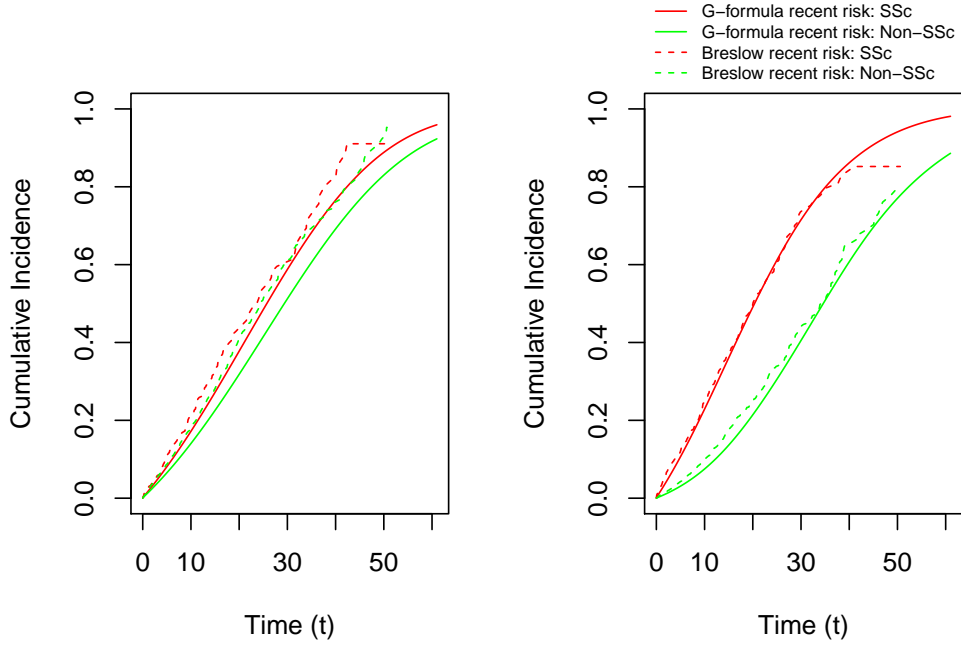 G−formula recent risk: SSc
G−formula recent risk: Non−SSc
Breslow recent risk: SSc
Breslow recent risk: Non−SSc
Cumulative Incidence
0.0 0.2 0.4 0.6 0.8 1.0
0 10 30 50
Time (t)
Cumulative Incidence
0.0 0.2 0.4 0.6 0.8 1.0
0 10 30 50
Time (t)